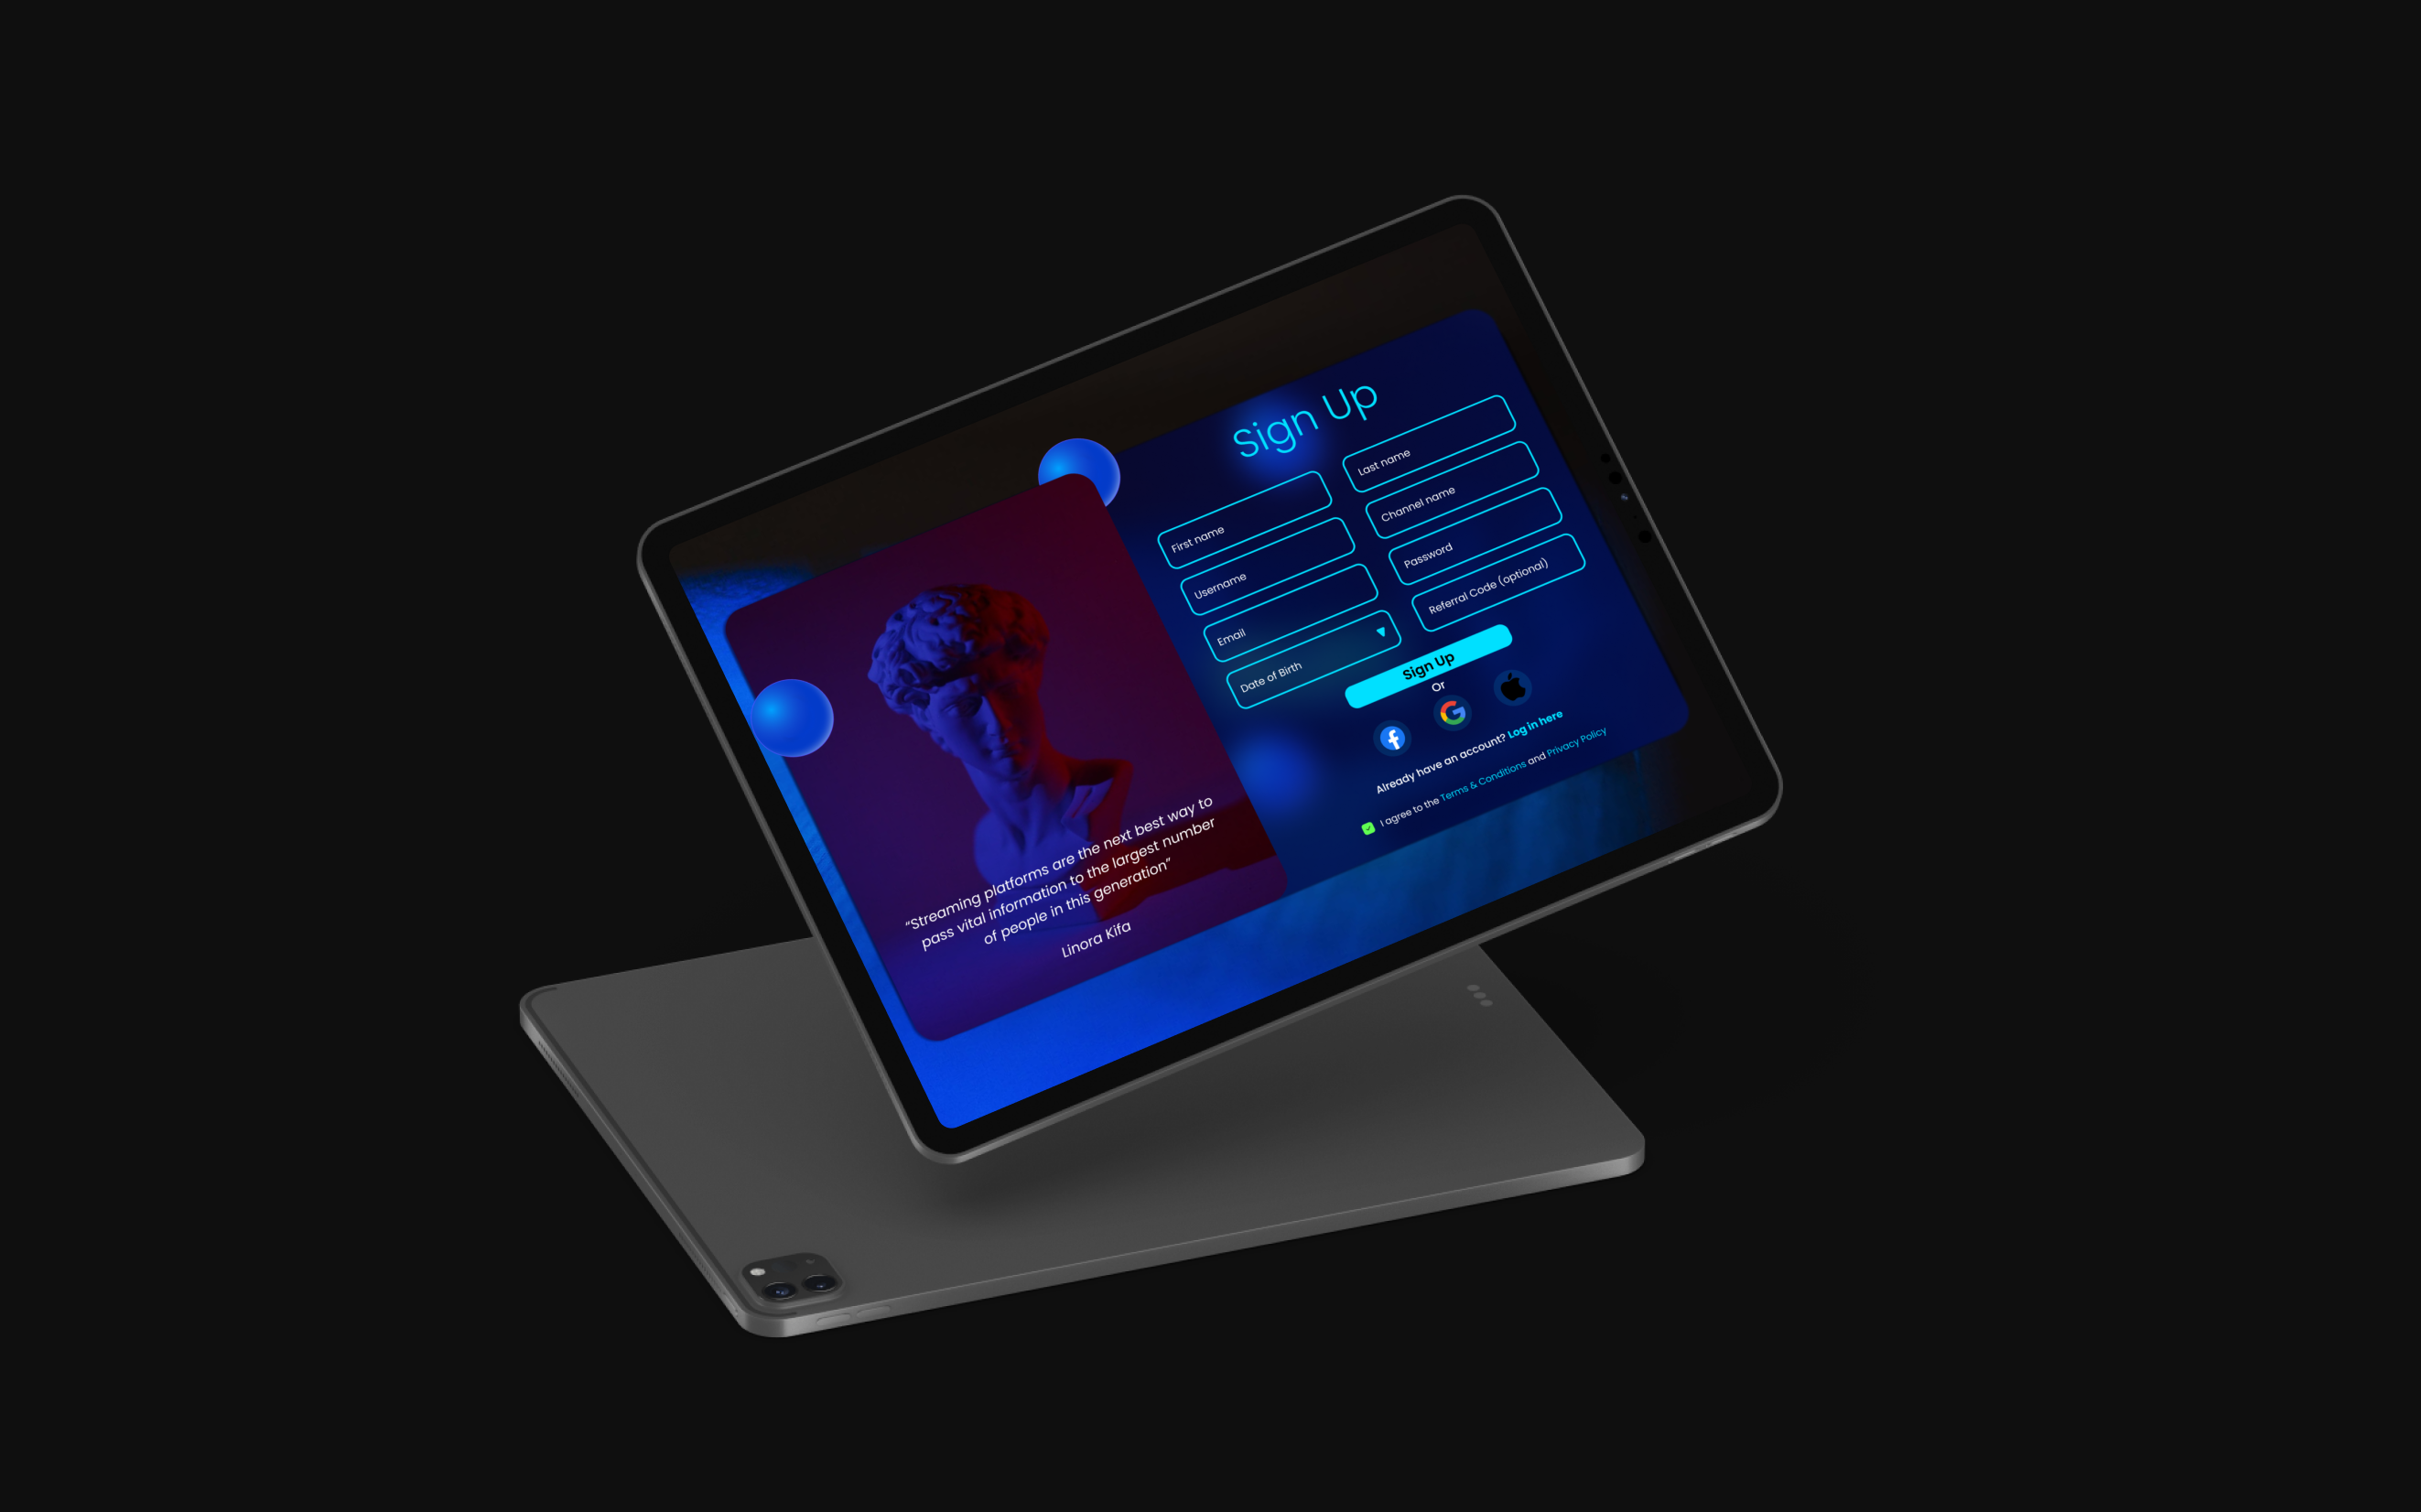 Sign Up
First name
Last name
Username
Channel name
Email
Password
Date of Birth
Referral Code (optional)
Sign Up
Or
Already have an account? Log in here
I agree to the Terms & Conditions and Privacy Policy
“Streaming platforms are the next best way to
pass vital information to the largest number
of people in this generation”
Linora Kifa